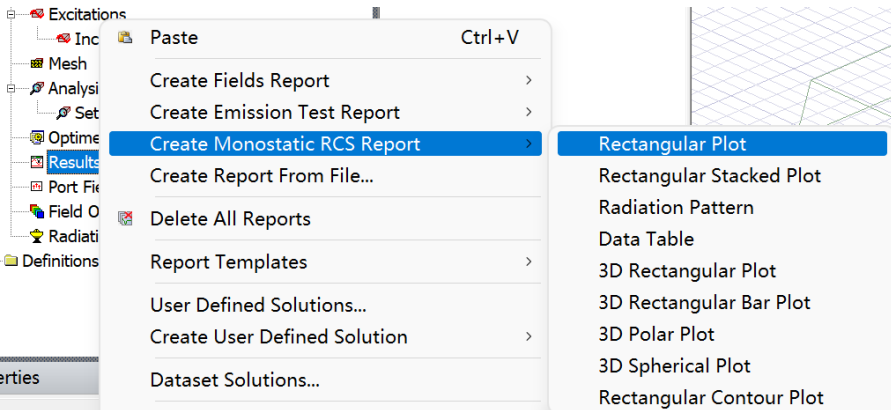 Excitations
Inc
Mesh
Analysi
Set
Optime
Results
Port Fie
Field O
Radiati
Definitions
erties
Paste Ctrl+V
Create Fields Report
Create Emission Test Report
Create Monostatic RCS Report
Create Report From File...
Delete All Reports
Report Templates
User Defined Solutions...
Create User Defined Solution
Dataset Solutions...
Rectangular Plot
Rectangular Stacked Plot
Radiation Pattern
Data Table
3D Rectangular Plot
3D Rectangular Bar Plot
3D Polar Plot
3D Spherical Plot
Rectangular Contour Plot